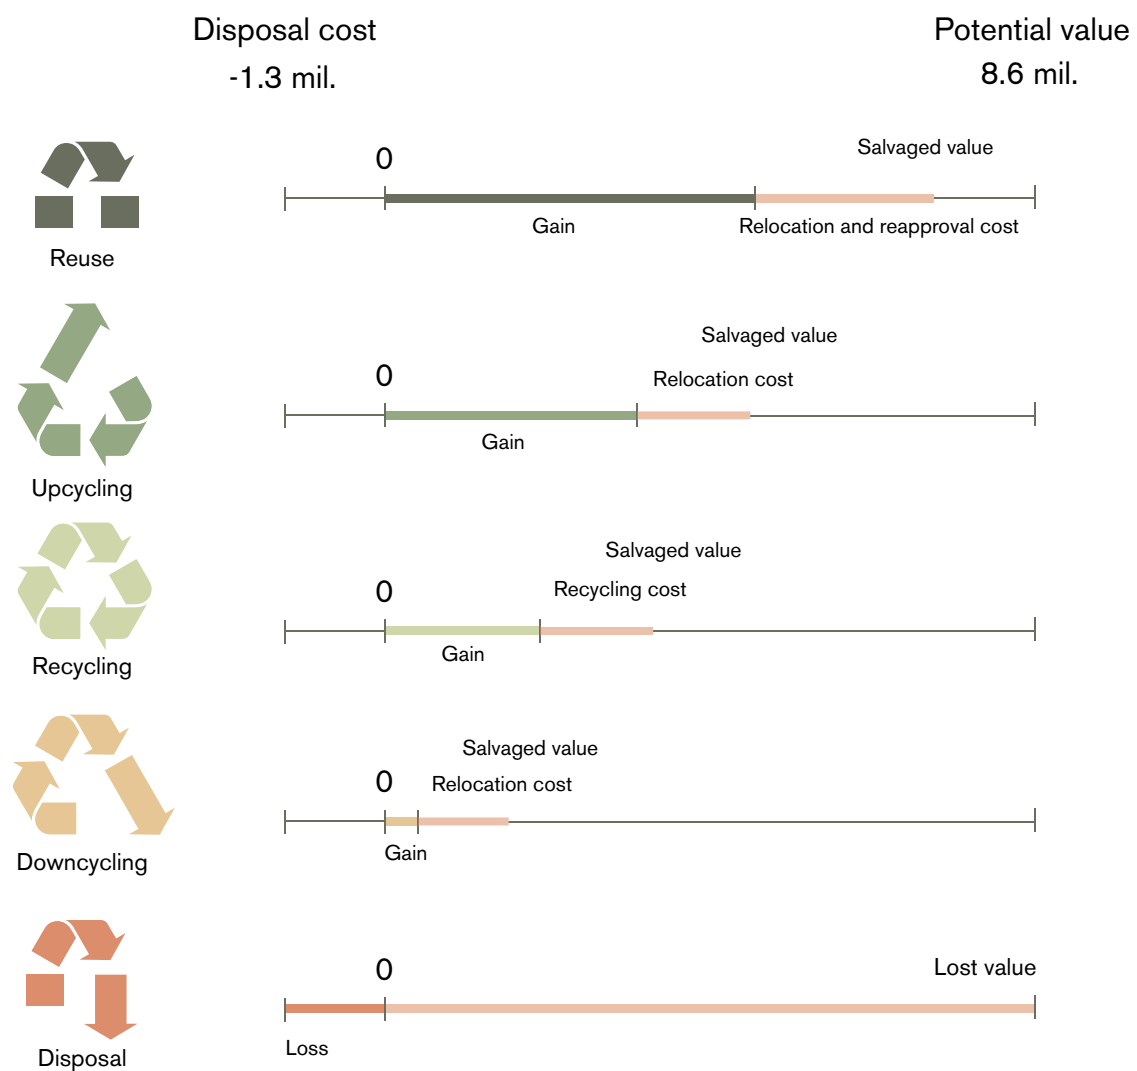 Disposal cost
-1.3 mil.
Potential value
8.6 mil.
0
Salvaged value
Gain
Relocation and reapproval cost
Reuse
Salvaged value
0
Relocation cost
Gain
Upcycling
Salvaged value
0
Recycling cost
Gain
Recycling
Salvaged value
0
Relocation cost
Gain
Downcycling
0
Lost value
Loss
Disposal